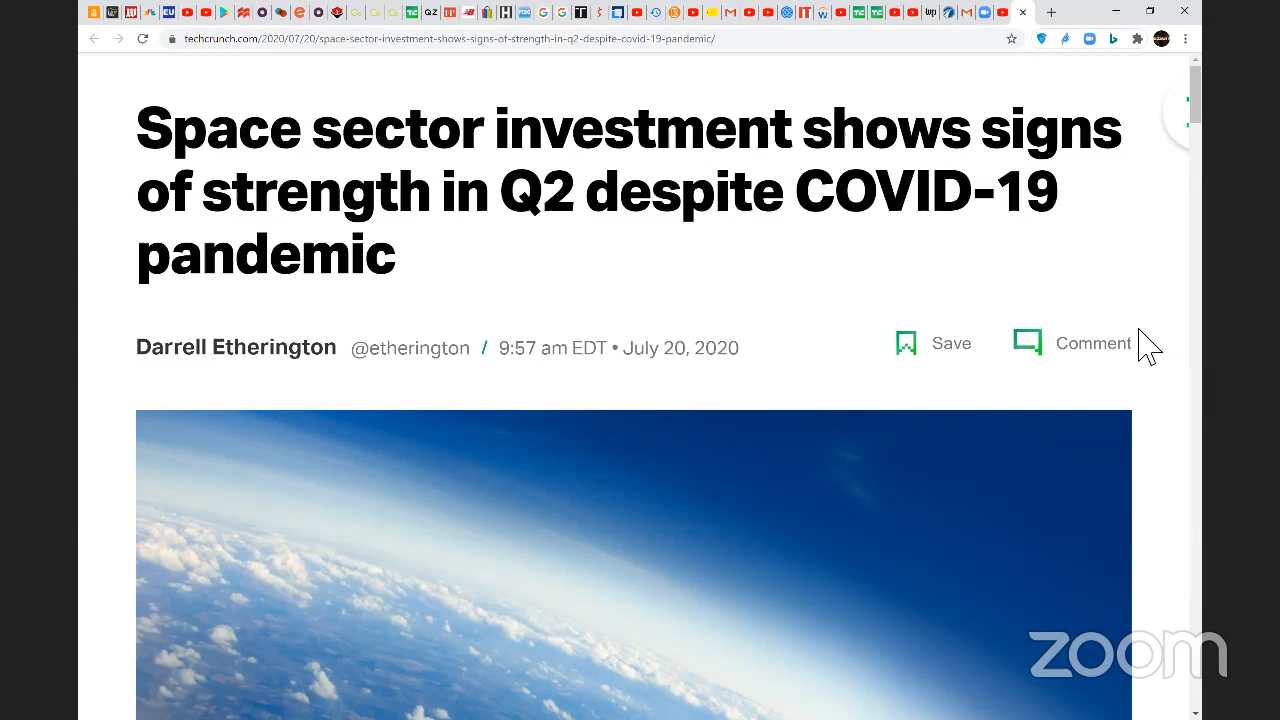 techcrunch.com/2020/07/20/space-sector-investment-shows-signs-of-strength-in-q2-despite-covid-19-pandemic/
Space sector investment shows signs
of strength in Q2 despite COVID-19
pandemic
Darrell Etherington @etherington / 9:57 am EDT • July 20, 2020
Save
Comment
zoom